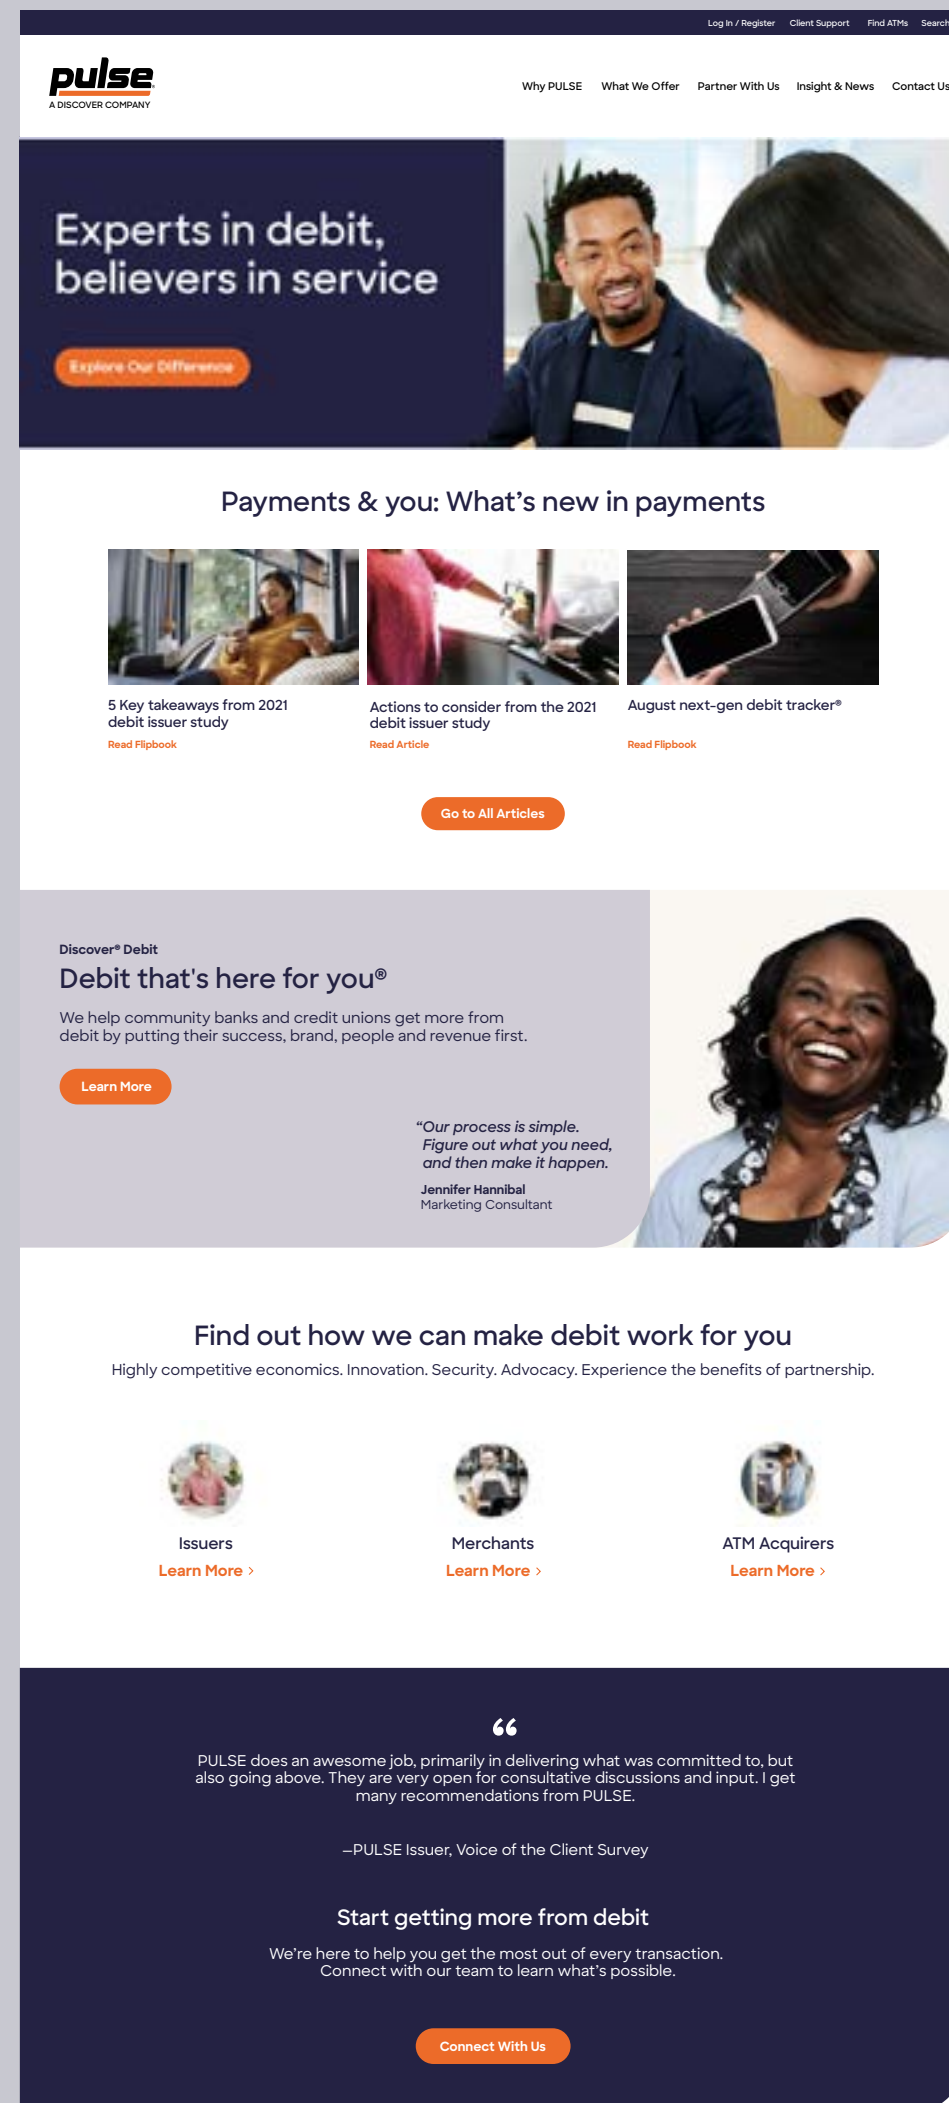 Log In / Register Client Support Find ATMs Search
pulse
A DISCOVER COMPANY
Why PULSE What We Offer Partner With Us Insight & News Contact Us
Experts in debit,
believers in service
Explore Our Difference
Payments & you: What’s new in payments
5 Key takeaways from 2021
debit issuer study
Read Flipbook
Actions to consider from the 2021
debit issuer study
Read Article
August next-gen debit tracker®
Read Flipbook
Go to All Articles
Discover® Debit
Debit that's here for you®
We help community banks and credit unions get more from
debit by putting their success, brand, people and revenue first.
Learn More
“Our process is simple.
Figure out what you need,
and then make it happen.
Jennifer Hannibal
Marketing Consultant
Find out how we can make debit work for you
Highly competitive economics. Innovation. Security. Advocacy. Experience the benefits of partnership.
Issuers
Learn More >
Merchants
Learn More >
ATM Acquirers
Learn More >
“
PULSE does an awesome job, primarily in delivering what was committed to, but
also going above. They are very open for consultative discussions and input. I get
many recommendations from PULSE.
—PULSE Issuer, Voice of the Client Survey
Start getting more from debit
We’re here to help you get the most out of every transaction.
Connect with our team to learn what’s possible.
Connect With Us